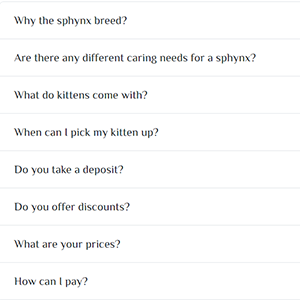 Why the sphynx breed?
Are there any different caring needs for a sphynx?
What do kittens come with?
When can I pick my kitten up?
Do you take a deposit?
Do you offer discounts?
What are your prices?
How can I pay?